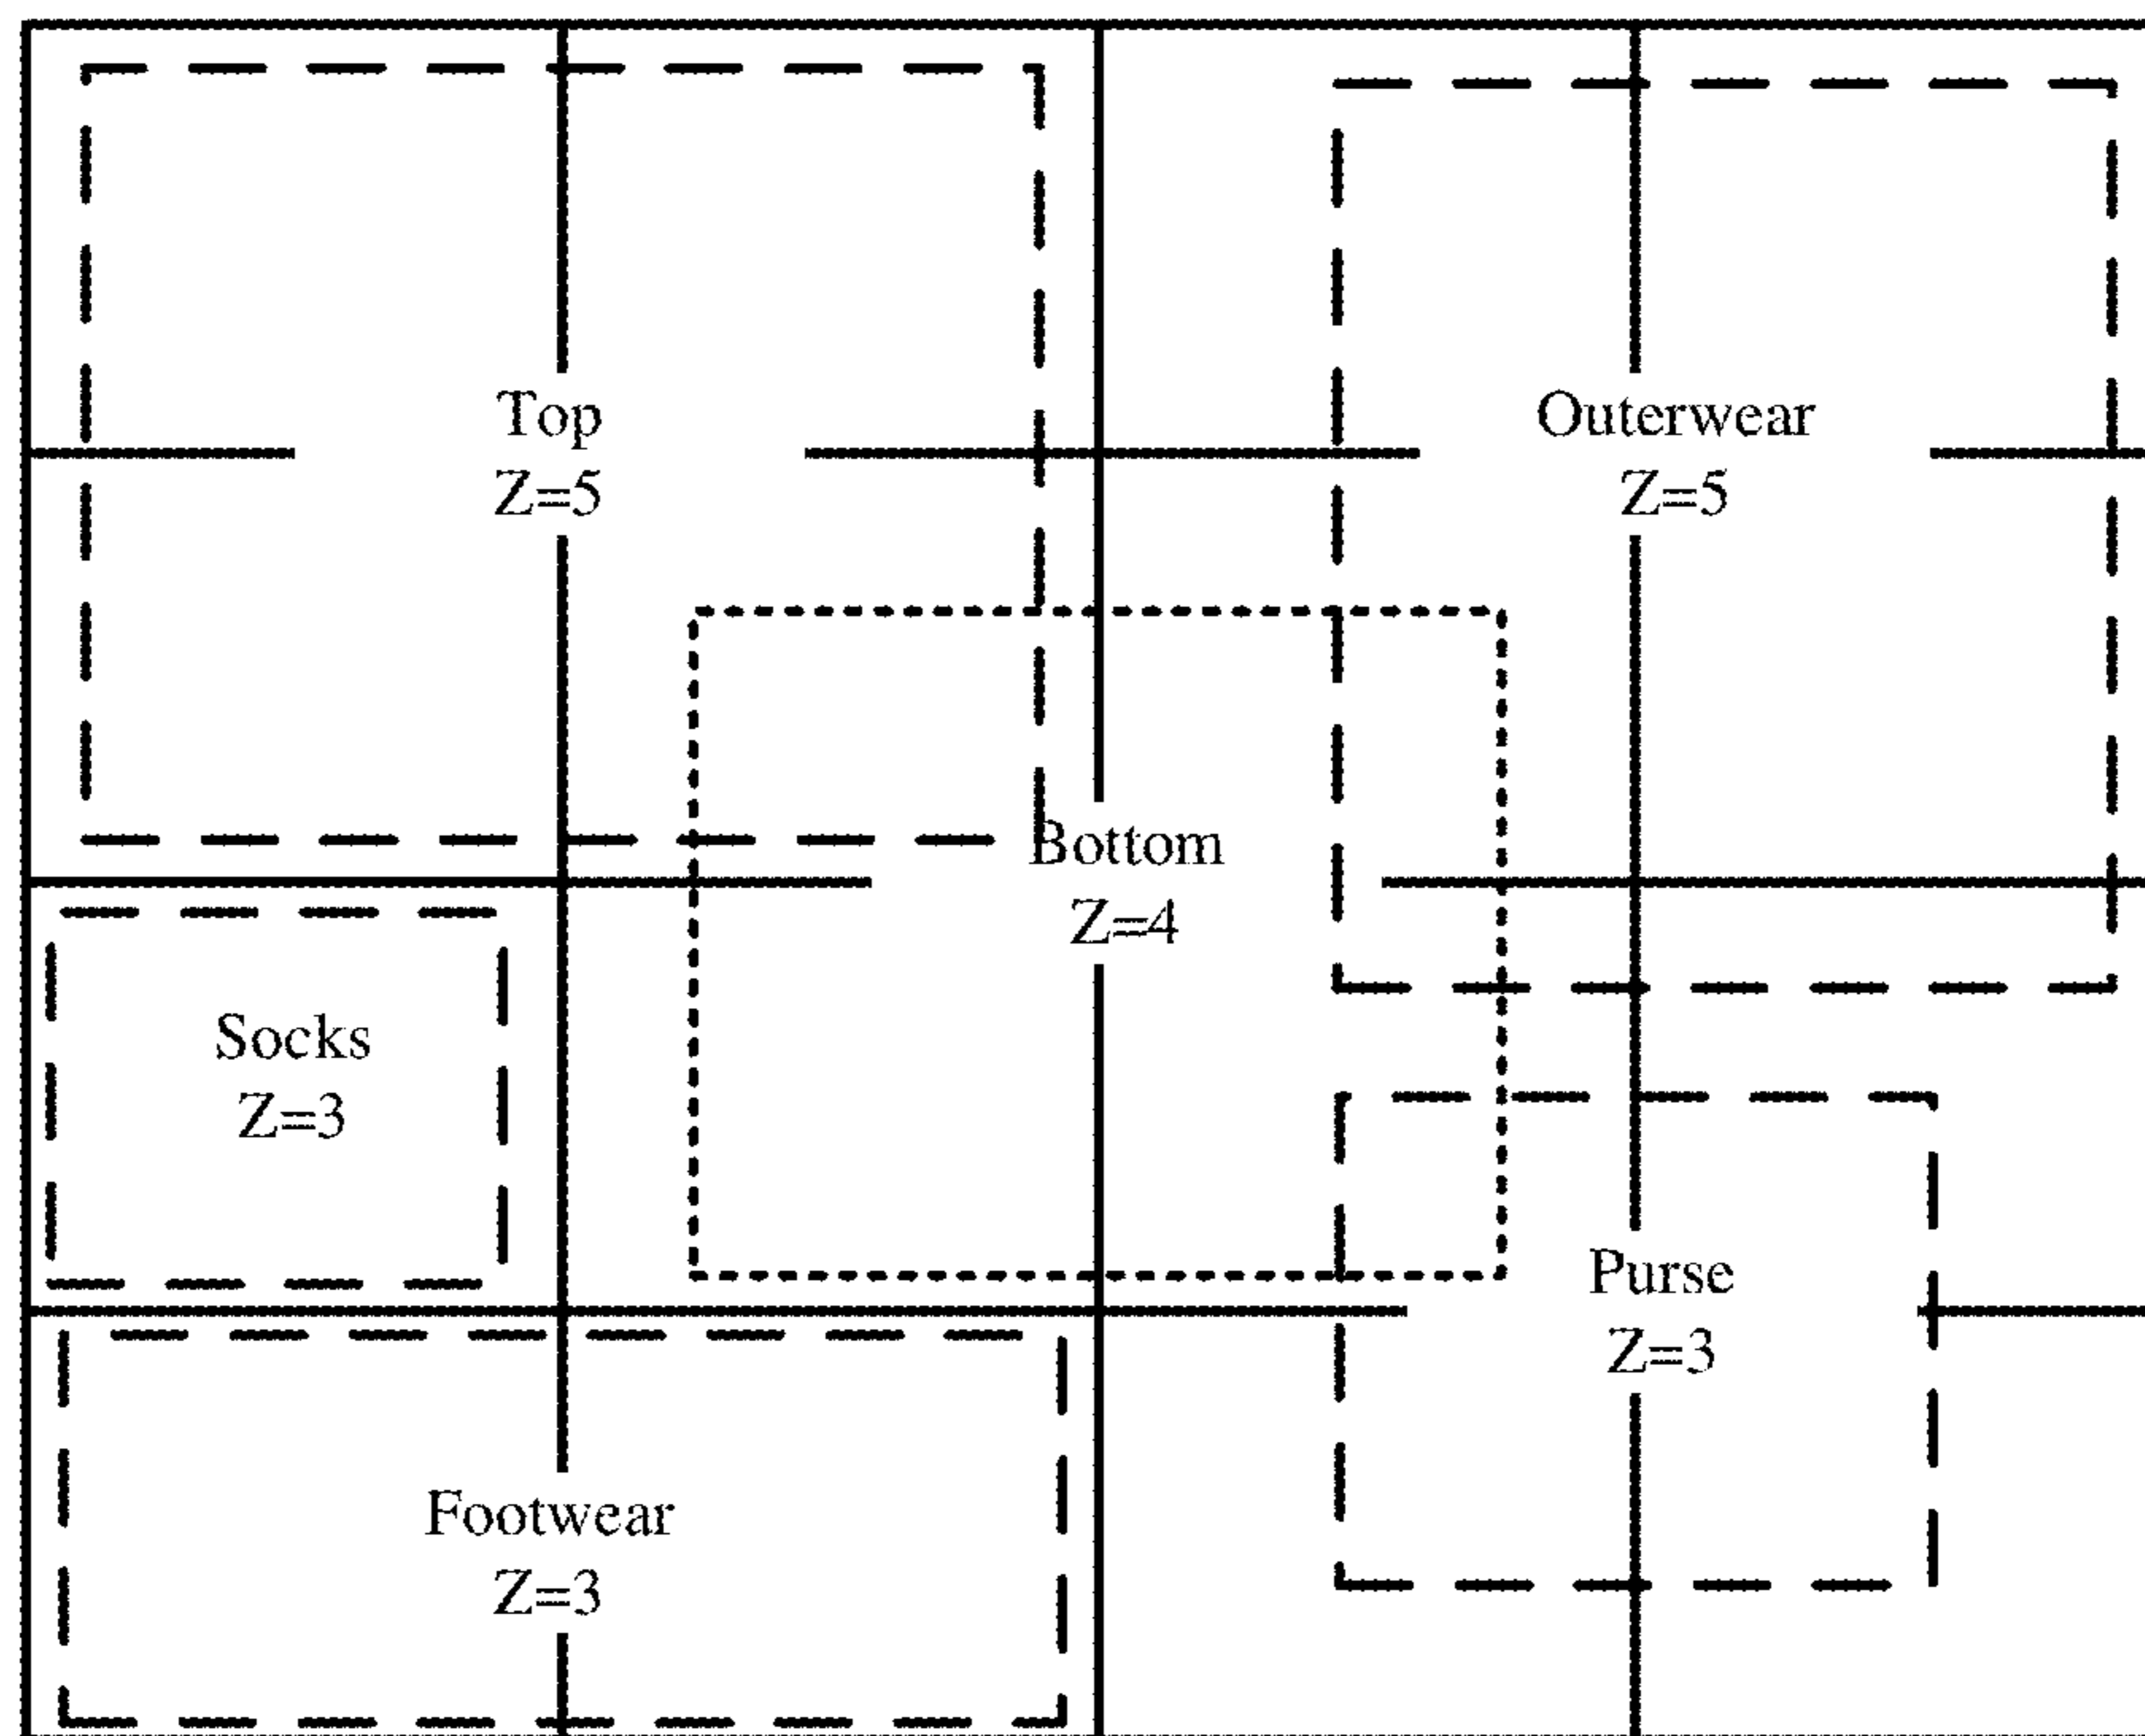 Top
Z=5
Outerwear
Z=5
Bottom
Z=4
Socks
Z=3
Purse
Z=3
Footwear
Z=3